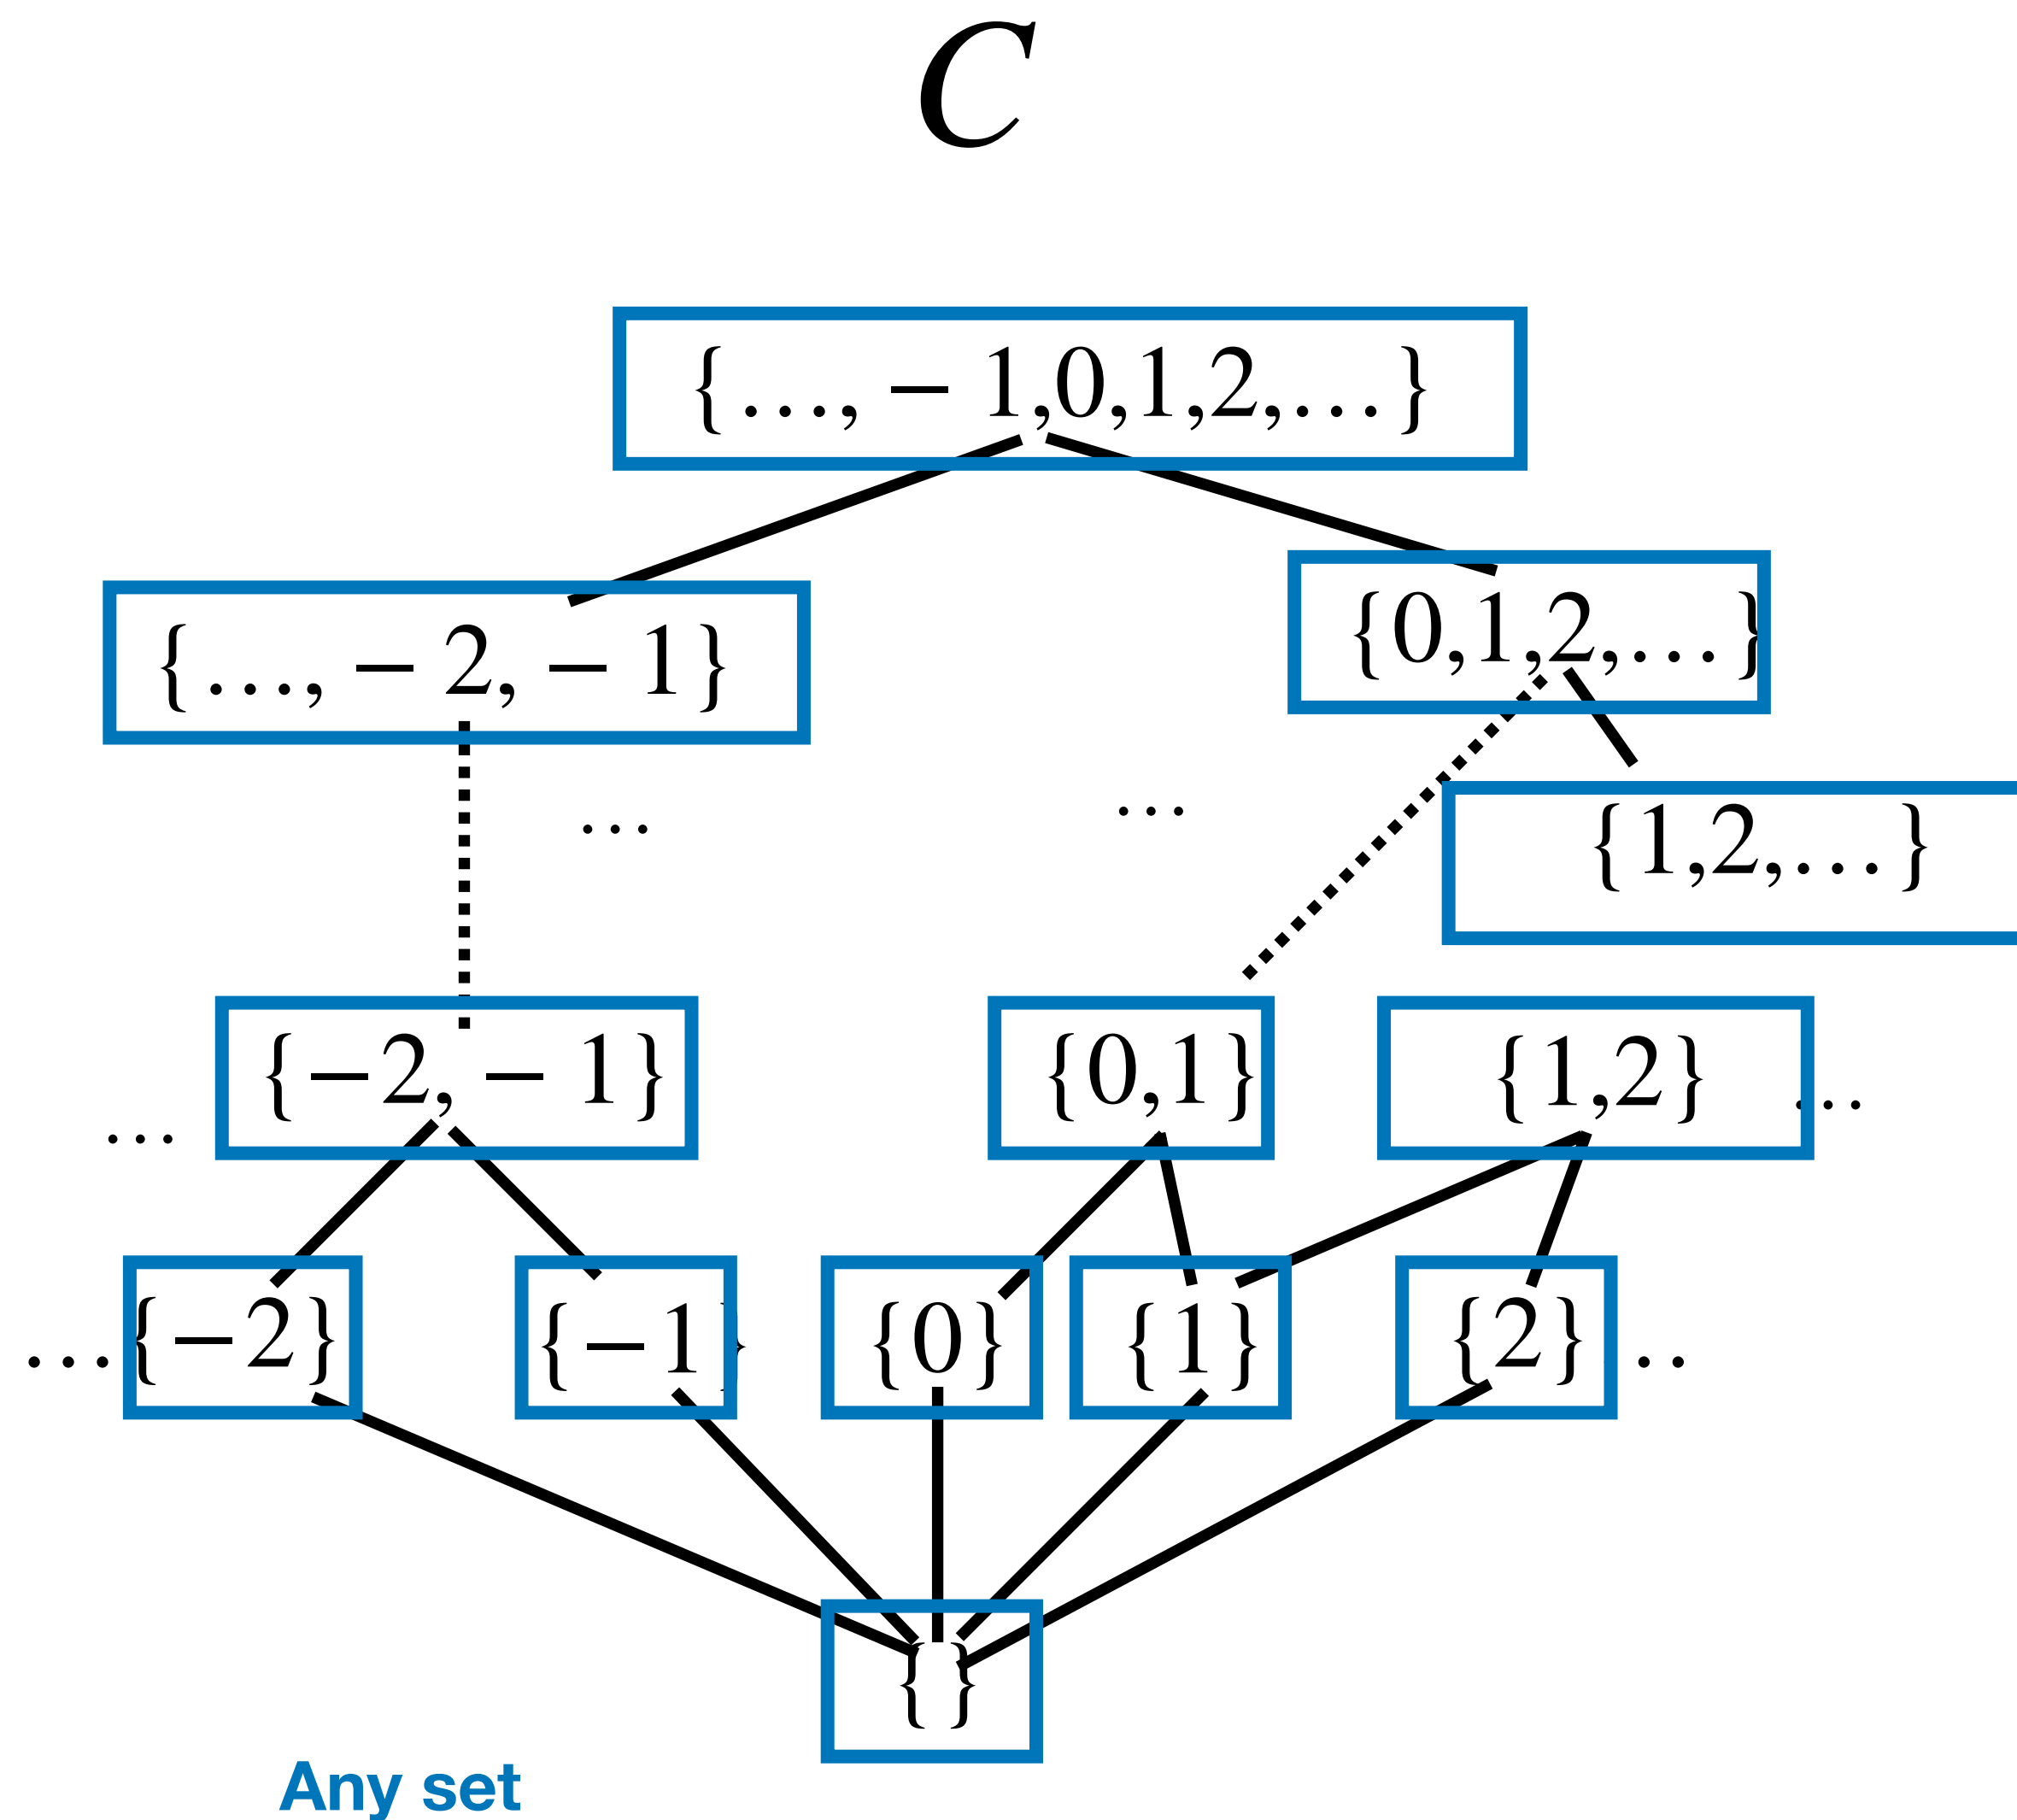 C
{…, − 1,0,1,2,…}
{0,1,2,…}
{…, − 2, − 1}
{1,2,…}
… …
{−2, − 1} {0,1} {1,2} …
…
…{−2} {−1} {0} {1} {2} …
{ }
Any set